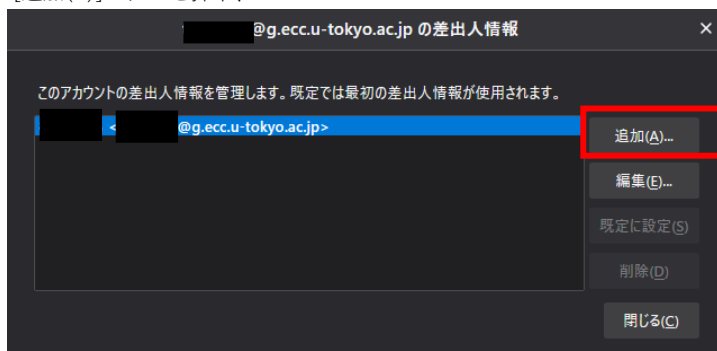 @g.ecc.u-tokyo.ac.jp の差出人情報
×
このアカウントの差出人情報を管理します。既定では最初の差出人情報が使用されます。
< @g.ecc.u-tokyo.ac.jp>
追加(A)...
編集(E)...
既定に設定(S)
削除(D)
閉じる(C)